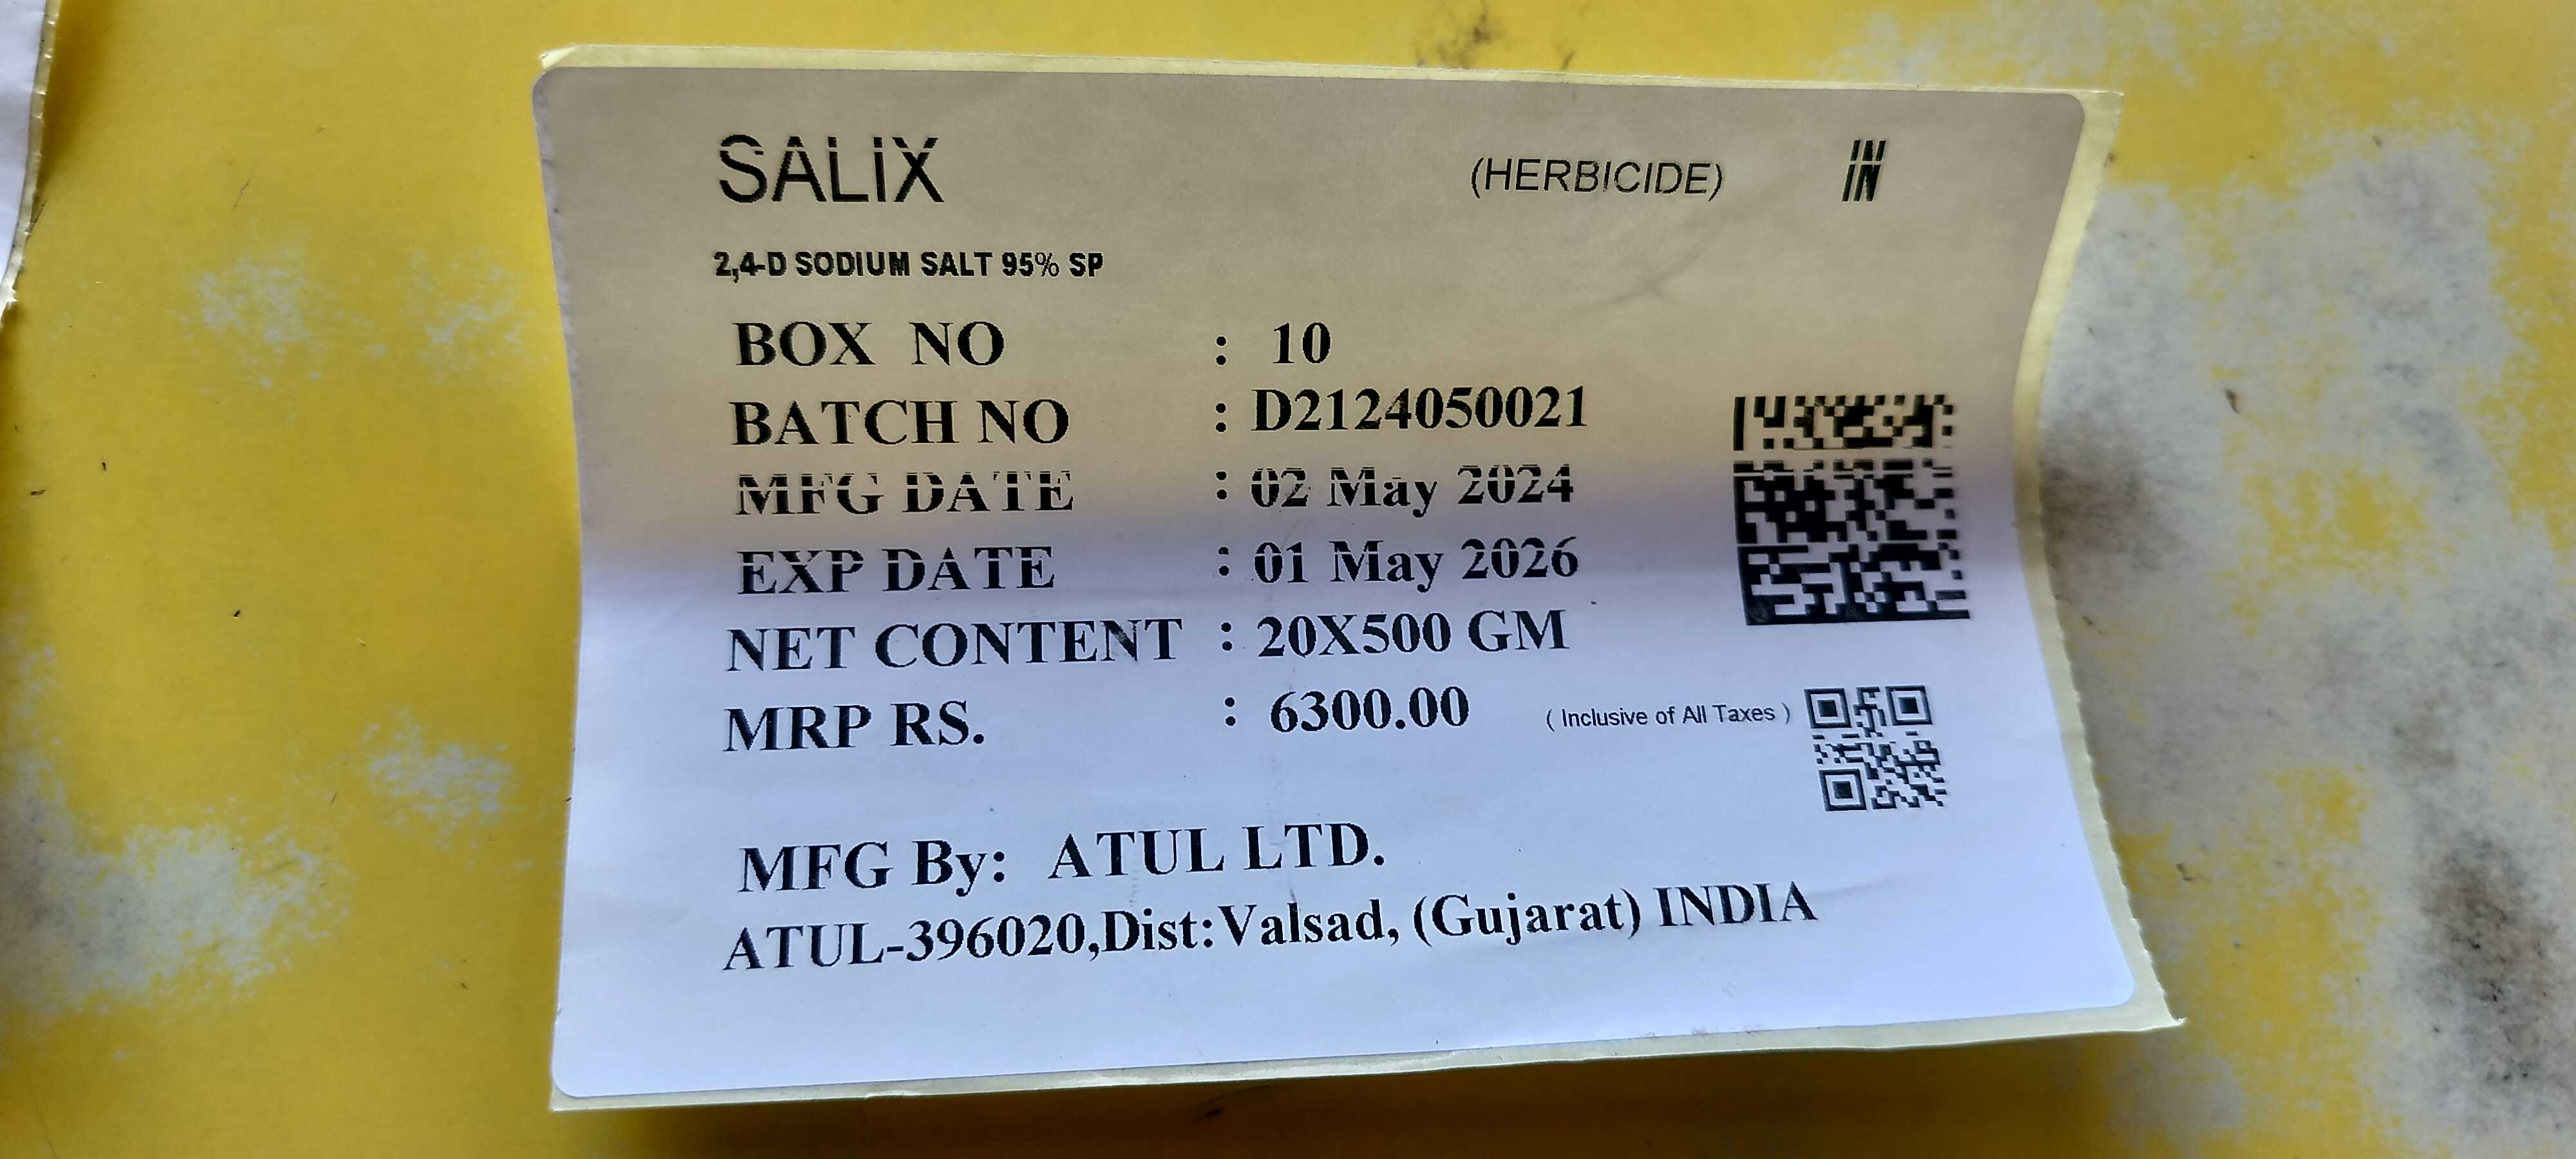 SALIX (HERBICIDE) IN
2,4-D SODIUM SALT 95% SP
BOX NO : 10
BATCH NO : D2124050021
MFG DATE : 02 May 2024
EXP DATE : 01 May 2026
NET CONTENT : 20X500 GM
MRP RS. : 6300.00 ( Inclusive of All Taxes )
MFG By: ATUL LTD.
ATUL-396020,Dist:Valsad, (Gujarat) INDIA